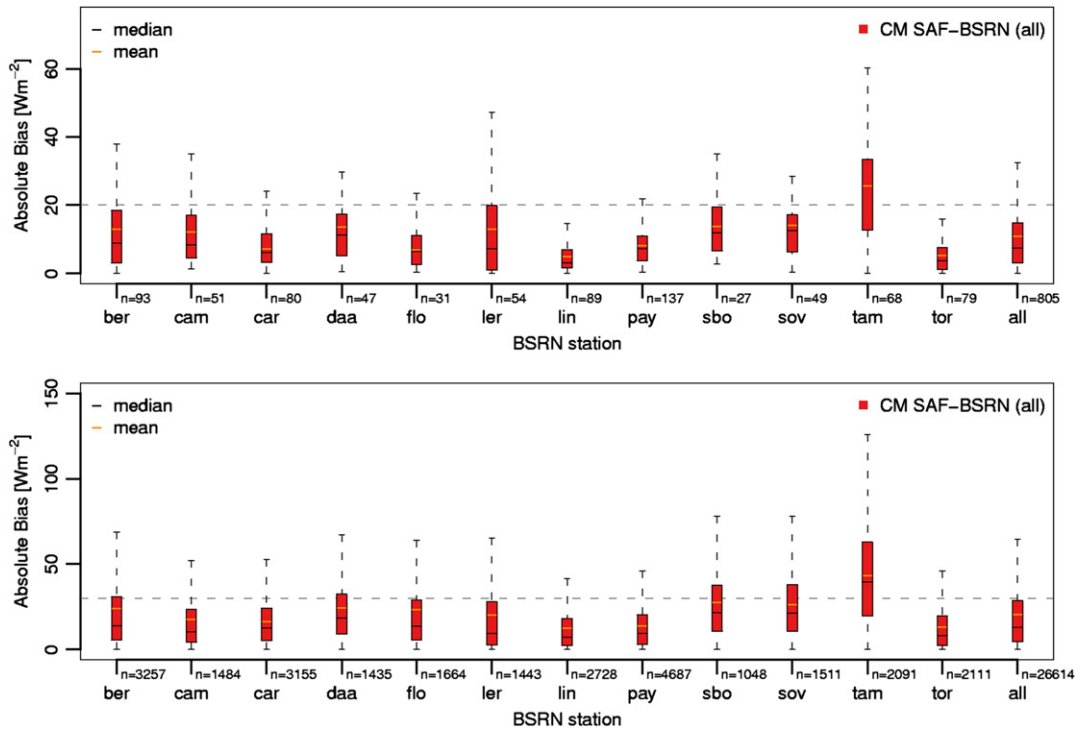 median
mean
CM SAF−BSRN (all)
Absolute Bias [Wm−2]
60
40
20
0
n=93 n=51 n=80 n=47 n=31 n=54 n=89 n=137 n=27 n=49 n=68 n=79 n=805
ber cam car daa flo ler lin pay sbo sov tam tor all
BSRN station
median
mean
CM SAF−BSRN (all)
Absolute Bias [Wm−2]
150
100
50
0
n=3257 n=1484 n=3155 n=1435 n=1664 n=1443 n=2728 n=4687 n=1048 n=1511 n=2091 n=2111 n=26614
ber cam car daa flo ler lin pay sbo sov tam tor all
BSRN station